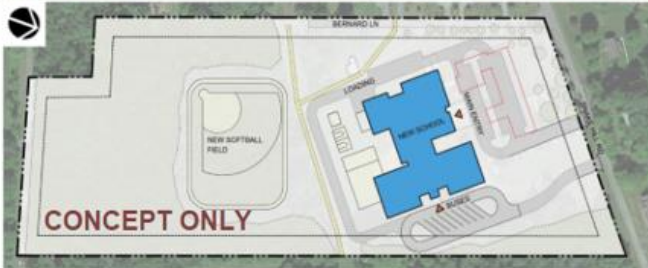 BERNARD LN
LOADING
MAIN ENTRY
NEW SCHOOL
NEW SOFTBALL
FIELD
BUSES
CONCEPT ONLY